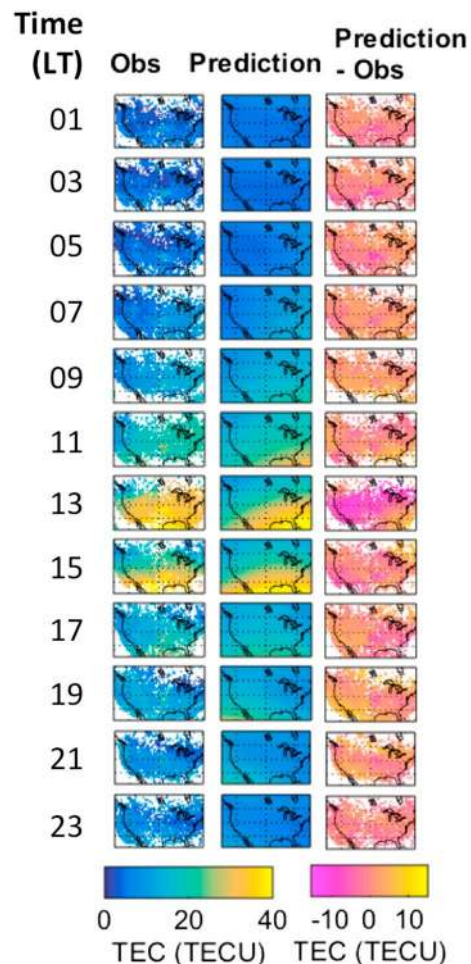 Time
(LT)
Obs
Prediction
Prediction
- Obs
01
03
05
07
09
11
13
15
17
19
21
23
0 20 40
TEC (TECU)
-10 0 10
TEC (TECU)